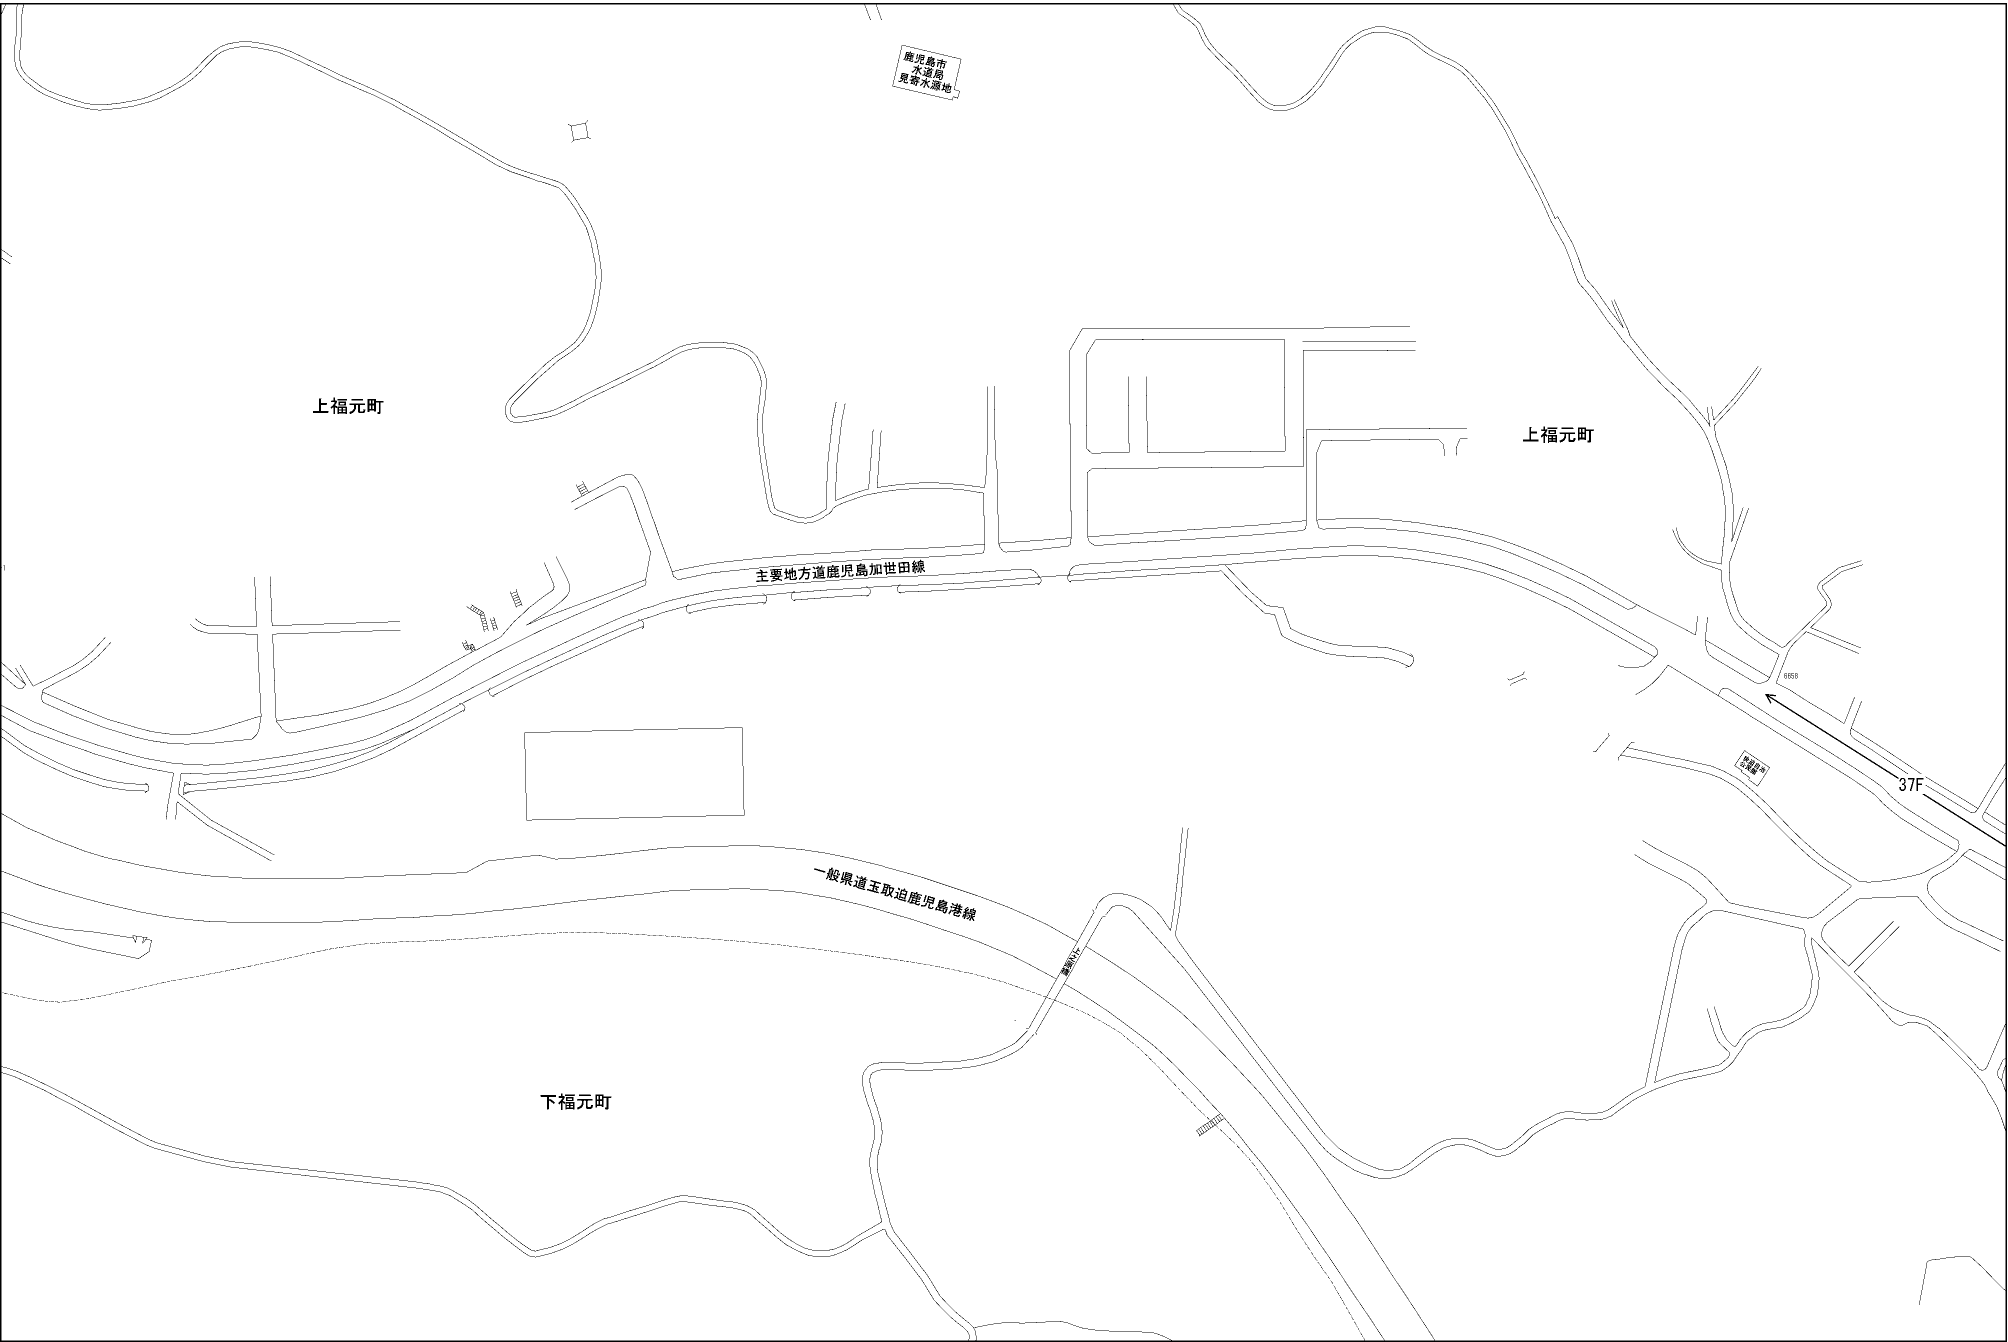 鹿児島市
水道局
見寄水源地
上福元町
上福元町
主要地方道鹿児島加世田線
6858
37F
一般県道玉取迫鹿児島港線
下福元町